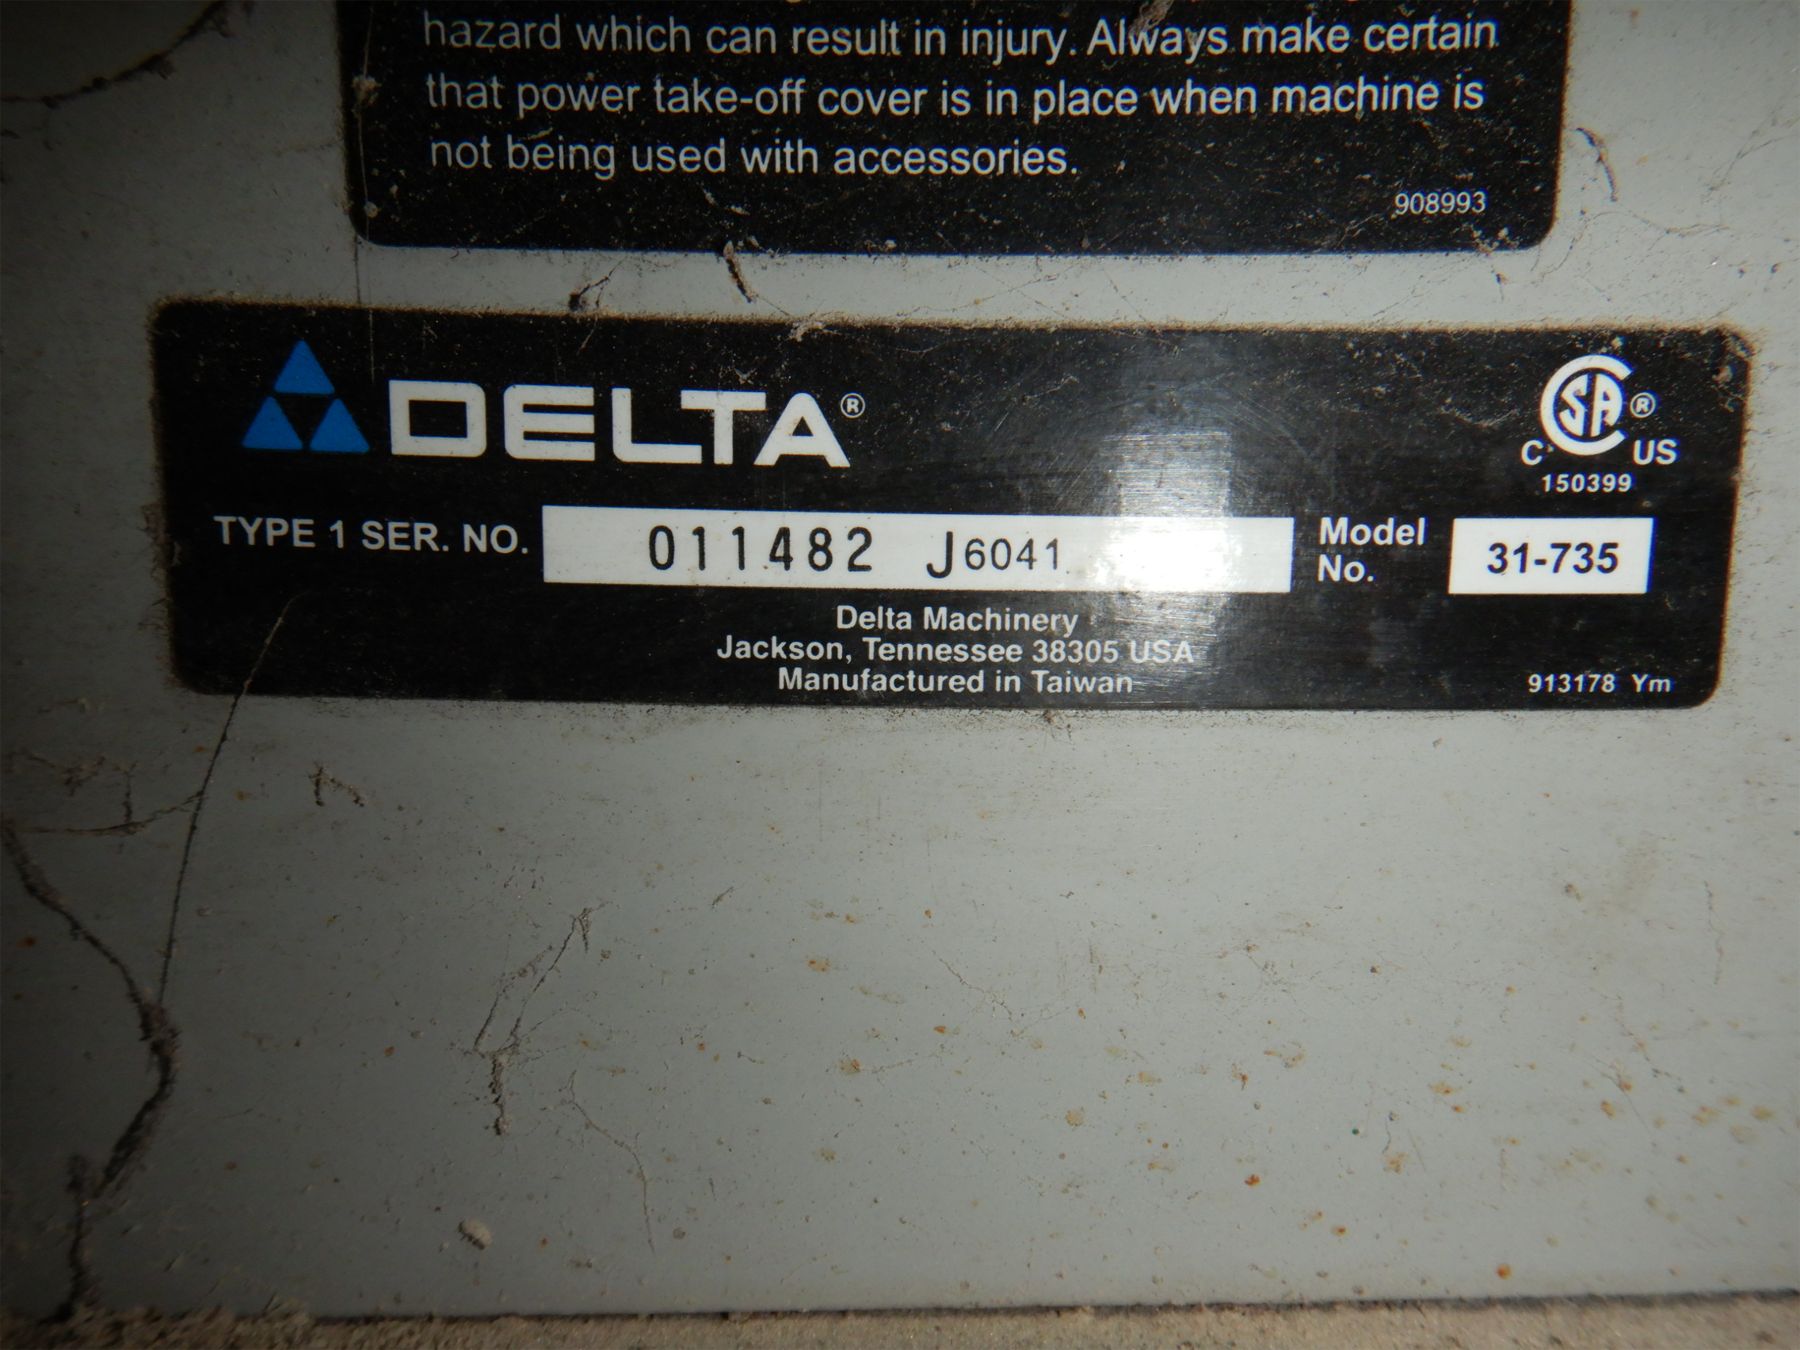 hazard which can result in injury. Always make certain
that power take-off cover is in place when machine is
not being used with accessories.
908993
DELTA®
CSA®
C US
150399
TYPE 1 SER. NO. 011482 J6041
Model No. 31-735
Delta Machinery
Jackson, Tennessee 38305 USA
Manufactured in Taiwan
913178 Ym